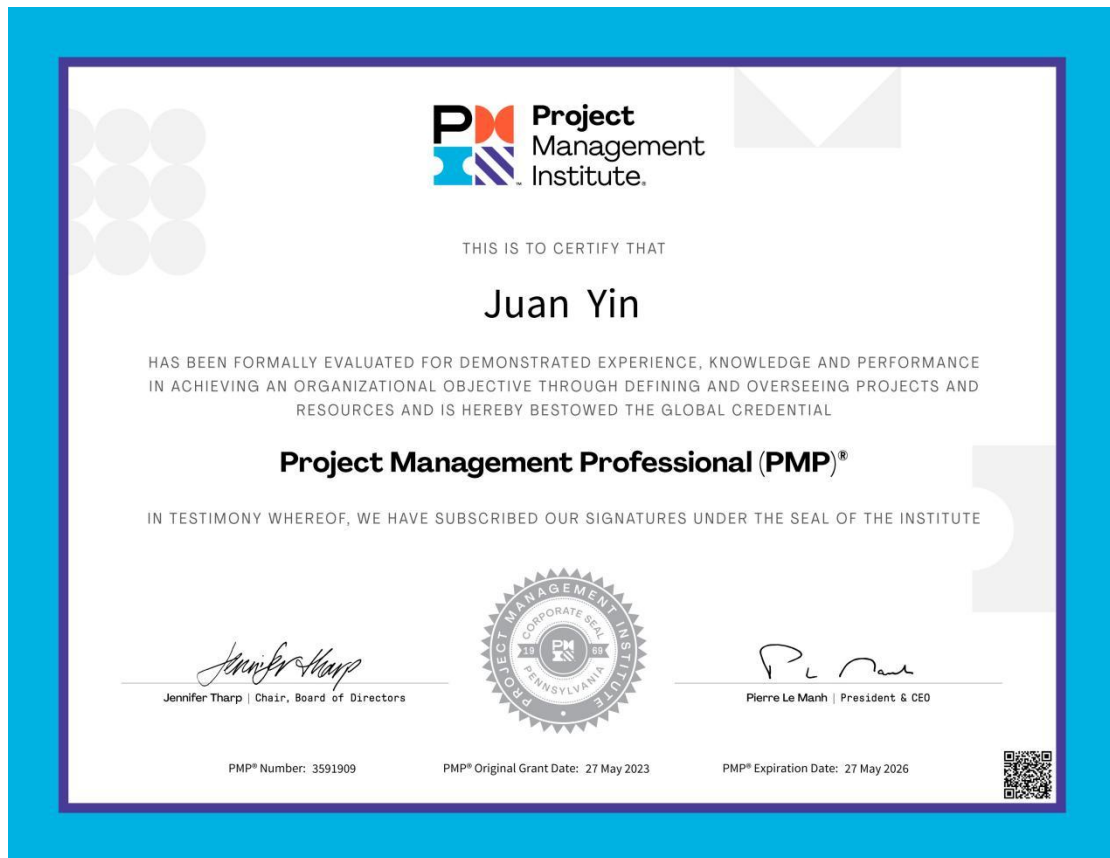 PM
Project
Management
Institute®
THIS IS TO CERTIFY THAT
Juan Yin
HAS BEEN FORMALLY EVALUATED FOR DEMONSTRATED EXPERIENCE, KNOWLEDGE AND PERFORMANCE
IN ACHIEVING AN ORGANIZATIONAL OBJECTIVE THROUGH DEFINING AND OVERSEEING PROJECTS AND
RESOURCES AND IS HEREBY BESTOWED THE GLOBAL CREDENTIAL
Project Management Professional (PMP)®
IN TESTIMONY WHEREOF, WE HAVE SUBSCRIBED OUR SIGNATURES UNDER THE SEAL OF THE INSTITUTE
PROJECT MANAGEMENT INSTITUTE
CORPORATE SEAL
19 69
PENNSYLVANIA
Jennifer Tharp
Jennifer Tharp | Chair, Board of Directors
Pierre Le Manh | President & CEO
PMP® Number: 3591909
PMP® Original Grant Date: 27 May 2023
PMP® Expiration Date: 27 May 2026